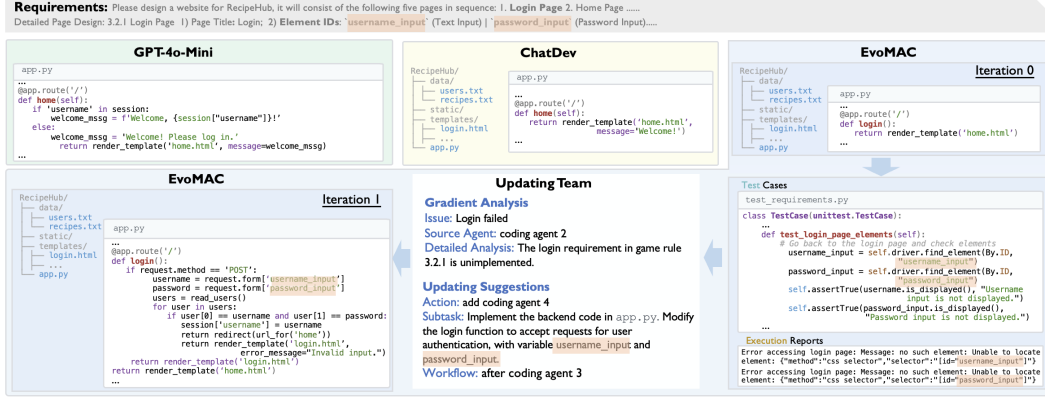 Requirements: Please design a website for RecipeHub, it will consist of the following five pages in sequence: 1. Login Page 2. Home Page ......
Detailed Page Design: 3.2.1 Login Page 1) Page Title: Login; 2) Element IDs: `username_input` (Text Input) | `password_input` (Password Input).....
GPT-4o-Mini
app.py
...
@app.route('/')
def home(self):
if 'username' in session:
welcome_mssg = f'Welcome, {session["username"]}!'
else:
welcome_mssg = 'Welcome! Please log in.'
return render_template('home.html', message=welcome_mssg)
...
ChatDev
RecipeHub/
data/
users.txt
recipes.txt
static/
templates/
login.html
...
app.py
app.py
...
@app.route('/')
def home(self):
return render_template('home.html',
message='Welcome!')
...
EvoMAC
Iteration 0
RecipeHub/
data/
users.txt
recipes.txt
static/
templates/
login.html
...
app.py
app.py
...
@app.route('/')
def login():
return render_template('home.html')
...
EvoMAC
Iteration 1
RecipeHub/
data/
users.txt
recipes.txt
static/
templates/
login.html
...
app.py
app.py
...
@app.route('/')
def login():
if request.method == 'POST':
username = request.form['username_input']
password = request.form['password_input']
users = read_users()
for user in users:
if user[0] == username and user[1] == password:
session['username'] = username
return redirect(url_for('home'))
return render_template('login.html',
error_message="Invalid input.")
return render_template('login.html')
return render_template('home.html')
...
Updating Team
Gradient Analysis
Issue: Login failed
Source Agent: coding agent 2
Detailed Analysis: The login requirement in game rule
3.2.1 is unimplemented.
Updating Suggestions
Action: add coding agent 4
Subtask: Implement the backend code in app.py. Modify
the login function to accept requests for user
authentication, with variable username_input and
password_input.
Workflow: after coding agent 3
Test Cases
test_requirements.py
class TestCase(unittest.TestCase):
...
def test_login_page_elements(self):
# Go back to the login page and check elements
username_input = self.driver.find_element(By.ID,
"username_input")
password_input = self.driver.find_element(By.ID,
"password_input")
self.assertTrue(username.is_displayed(), "Username
input is not displayed.")
self.assertTrue(password_input.is_displayed(),
"Password input is not displayed.")
...
Execution Reports
Error accessing login page: Message: no such element: Unable to locate
element: {"method":"css selector","selector":"[id="username_input"]"}
Error accessing login page: Message: no such element: Unable to locate
element: {"method":"css selector","selector":"[id="password_input"]"}